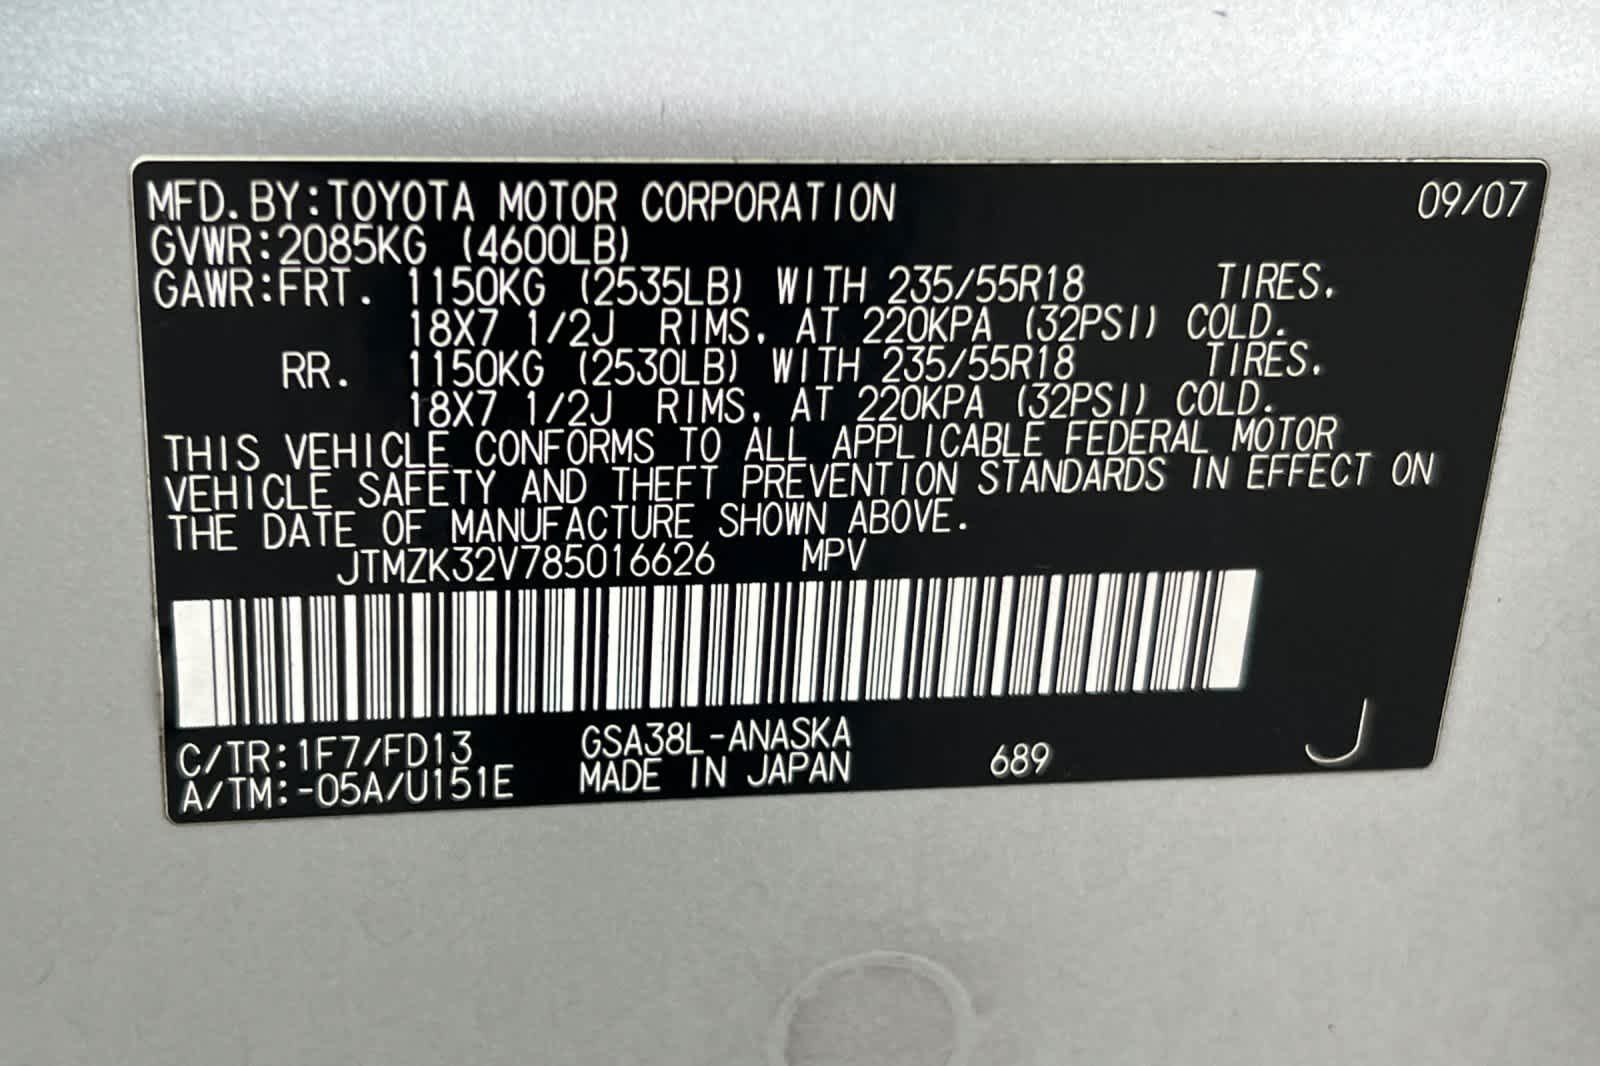 MFD. BY: TOYOTA MOTOR CORPORATION 09/07
GVWR: 2085KG (4600LB)
GAWR: FRT. 1150KG (2535LB) WITH 235/55R18 TIRES.
18X7 1/2J RIMS, AT 220KPA (32PSI) COLD.
RR. 1150KG (2530LB) WITH 235/55R18 TIRES.
18X7 1/2J RIMS, AT 220KPA (32PSI) COLD.
THIS VEHICLE CONFORMS TO ALL APPLICABLE FEDERAL MOTOR
VEHICLE SAFETY AND THEFT PREVENTION STANDARDS IN EFFECT ON
THE DATE OF MANUFACTURE SHOWN ABOVE.
JTMZK32V785016626 MPV
C/TR: 1F7/FD13 GSA38L-ANASKA
A/TM: -05A/U151E MADE IN JAPAN 689 J